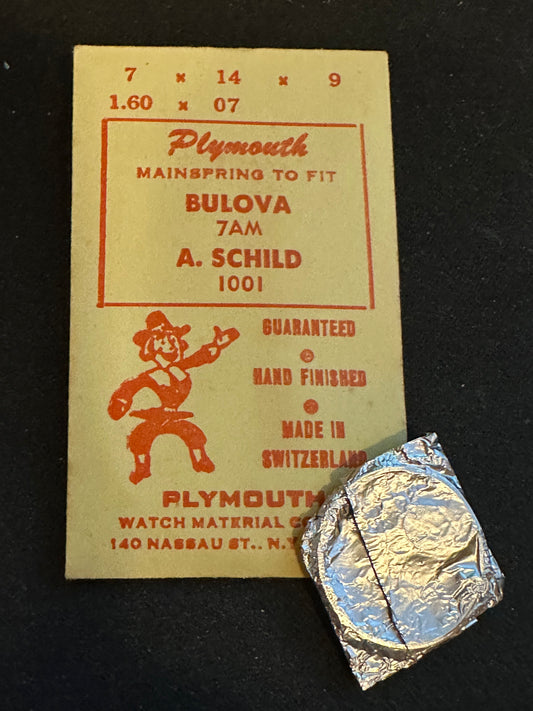 7 x 14 x 9
1.60 x 07
Plymouth
MAINSPRING TO FIT
BULOVA
7AM
A. SCHILD
1001
GUARANTEED
HAND FINISHED
MADE IN
SWITZERLAND
PLYMOUTH
WATCH MATERIAL
140 NASSAU ST., N.Y.